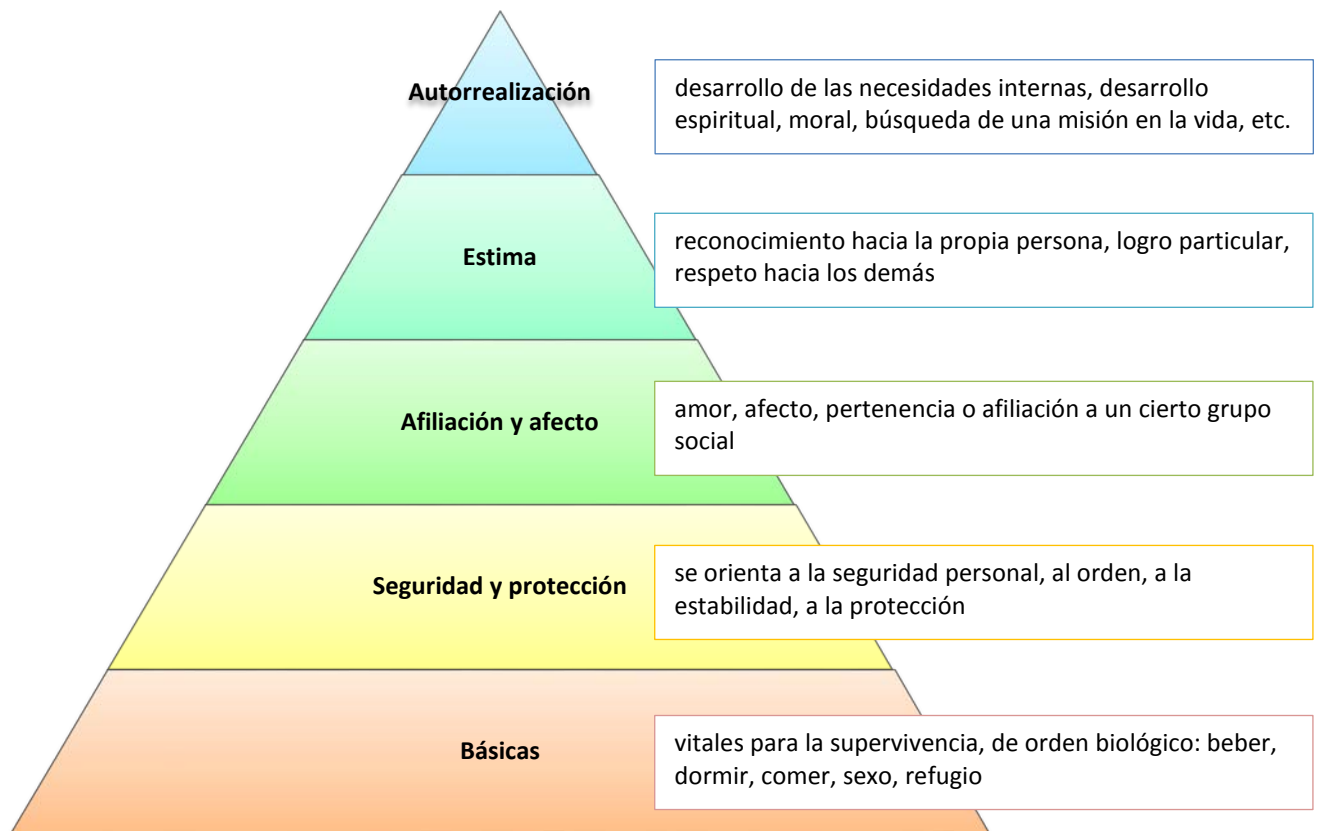 Autorrealización
desarrollo de las necesidades internas, desarrollo
espiritual, moral, búsqueda de una misión en la vida, etc.
Estima
reconocimiento hacia la propia persona, logro particular,
respeto hacia los demás
Afiliación y afecto
amor, afecto, pertenencia o afiliación a un cierto grupo
social
Seguridad y protección
se orienta a la seguridad personal, al orden, a la
estabilidad, a la protección
Básicas
vitales para la supervivencia, de orden biológico: beber,
dormir, comer, sexo, refugio